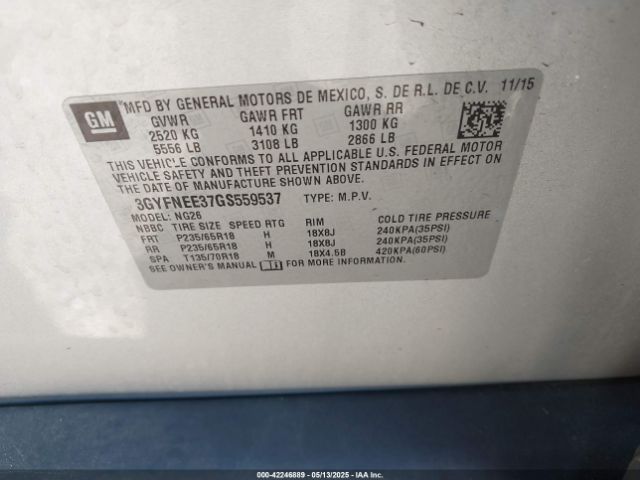 GM
MFD BY GENERAL MOTORS DE MEXICO, S. DE R.L. DE C.V. 11/15
GVWR GAWR FRT GAWR RR
2520 KG 1410 KG 1300 KG
5556 LB 3108 LB 2866 LB
THIS VEHICLE CONFORMS TO ALL APPLICABLE U.S. FEDERAL MOTOR
VEHICLE SAFETY AND THEFT PREVENTION STANDARDS IN EFFECT ON
THE DATE OF MANUFACTURE SHOWN ABOVE.
3GYFNEE37GS559537 TYPE: M.P.V.
MODEL: NG26
NBBC TIRE SIZE SPEED RTG RIM COLD TIRE PRESSURE
FRT P235/65R18 H 18X8J 240KPA(35PSI)
RR P235/65R18 H 18X8J 240KPA(35PSI)
SPA T135/70R18 M 18X4.5B 420KPA(60PSI)
SEE OWNER'S MANUAL FOR MORE INFORMATION.
000-42246889 - 05/13/2025 - IAAI.COM